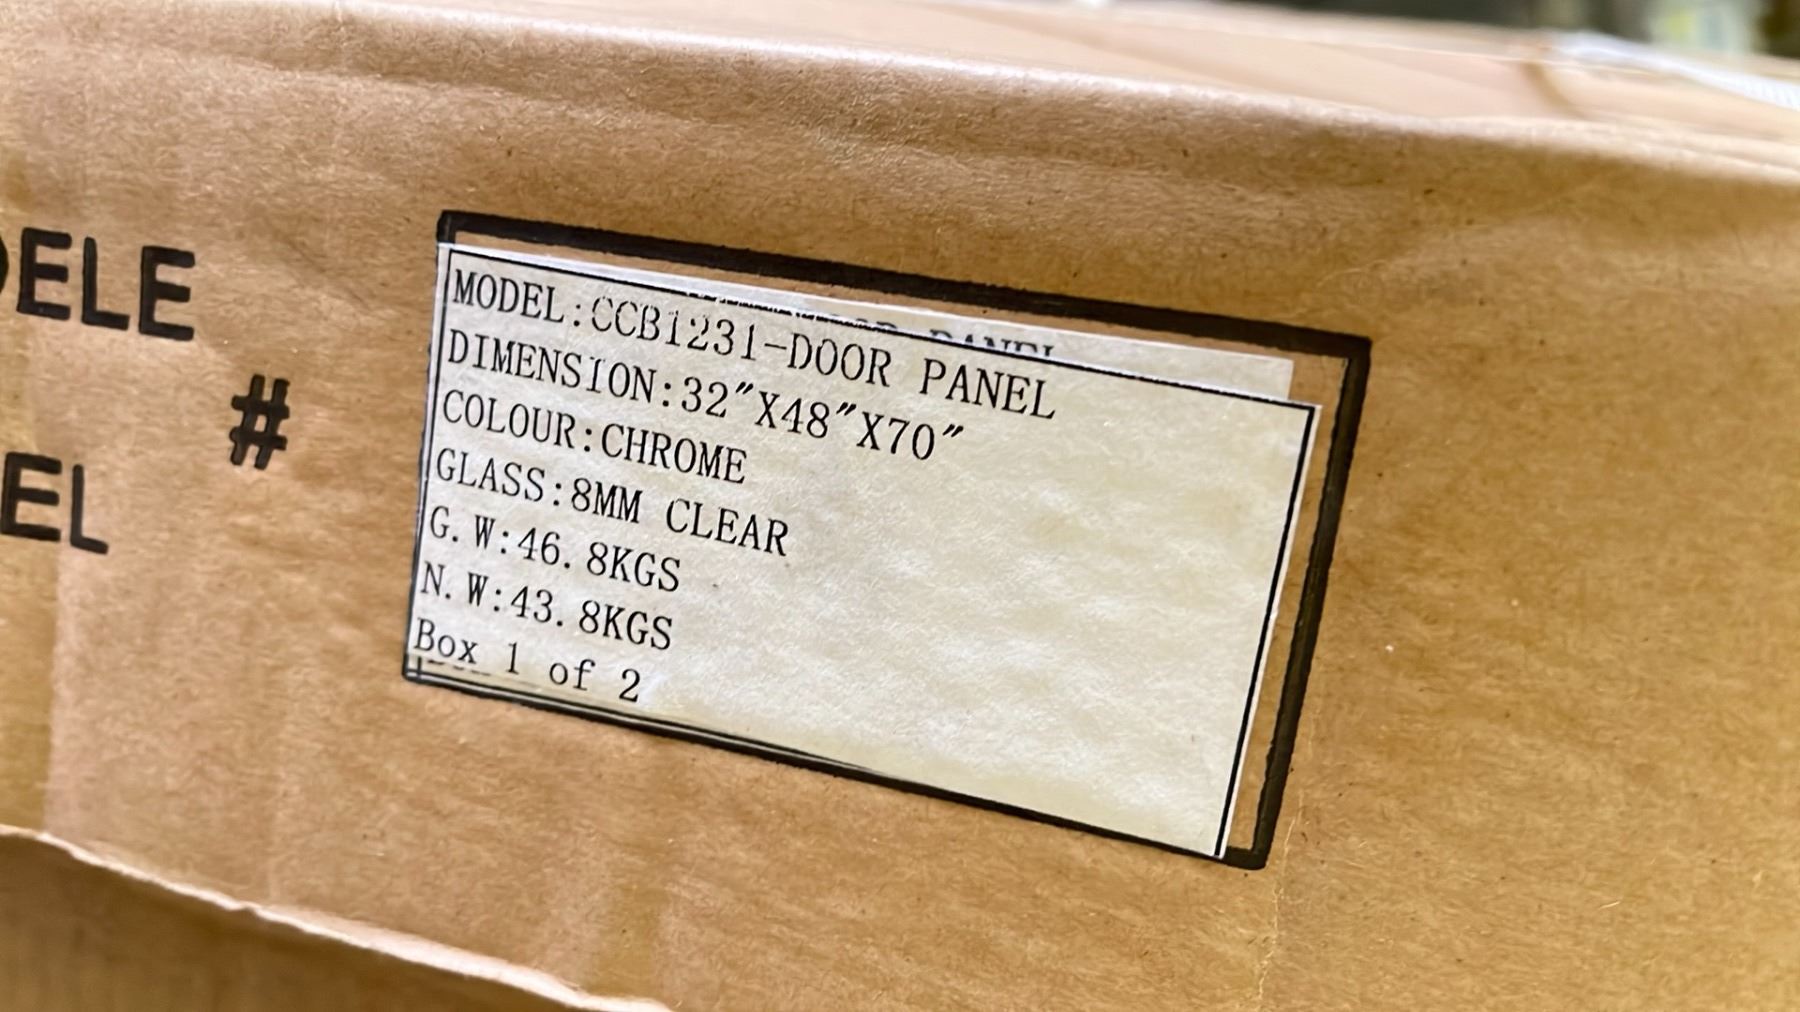 DELE
#
EL
MODEL:CCB1231-DOOR PANEL
DIMENSION:32"X48"X70"
COLOUR:CHROME
GLASS:8MM CLEAR
G.W:46.8KGS
N.W:43.8KGS
Box 1 of 2